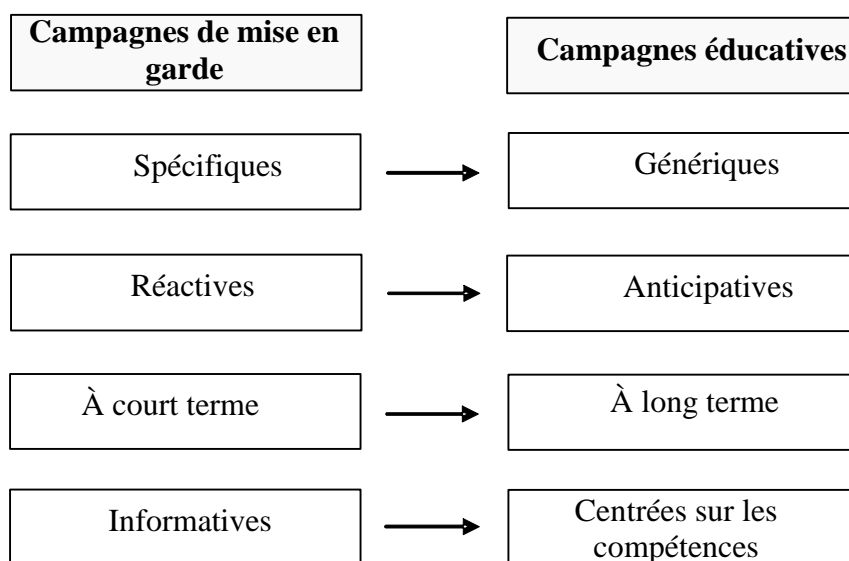 Campagnes de mise en
garde
Campagnes éducatives
Spécifiques
Génériques
Réactives
Anticipatives
À court terme
À long terme
Informatives
Centrées sur les
compétences